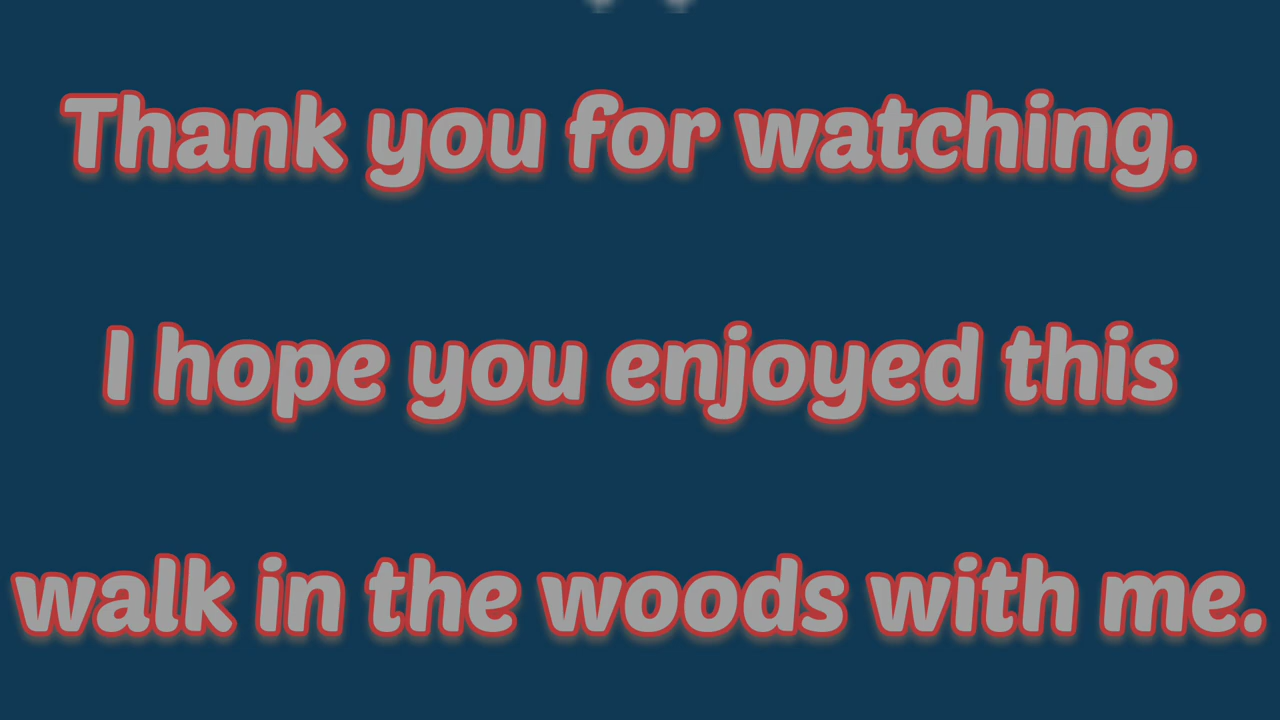 Thank you for watching.
I hope you enjoyed this
walk in the woods with me.